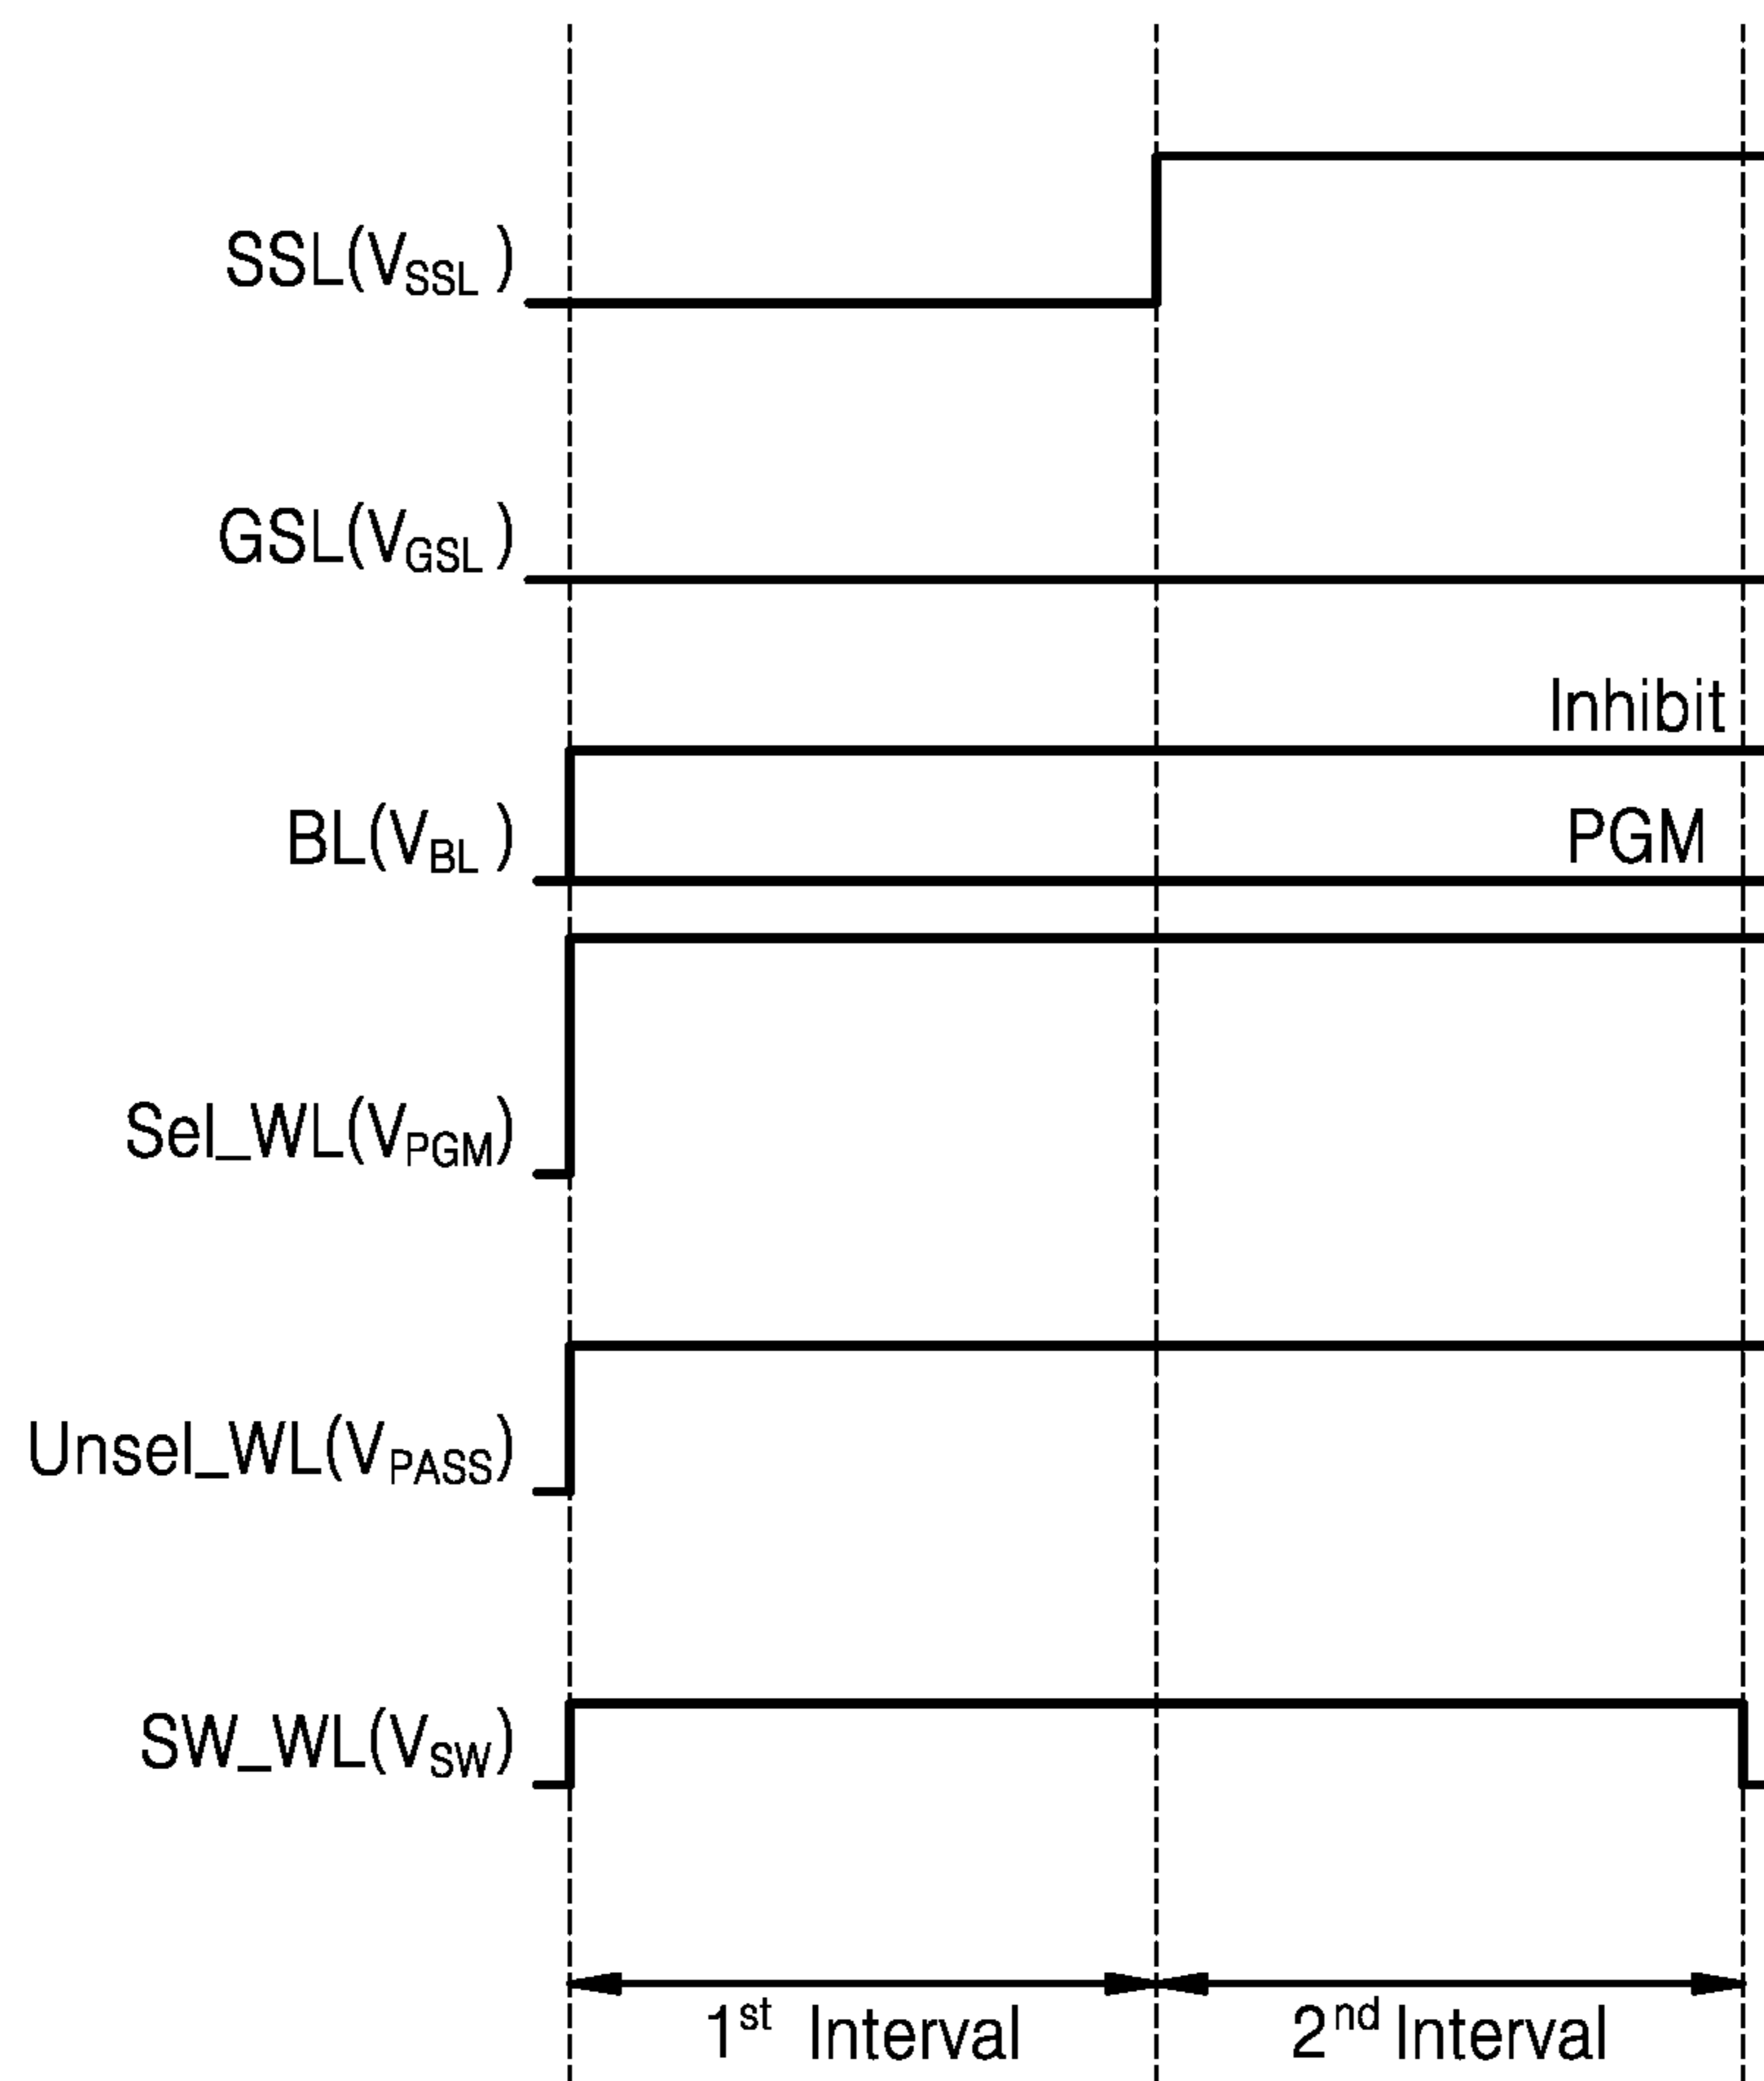 SSL(VSSL)
GSL(VGSL)
Inhibit
BL(VBL)
PGM
Sel_WL(VPGM)
Unsel_WL(VPASS)
SW_WL(VSW)
1st Interval
2nd Interval